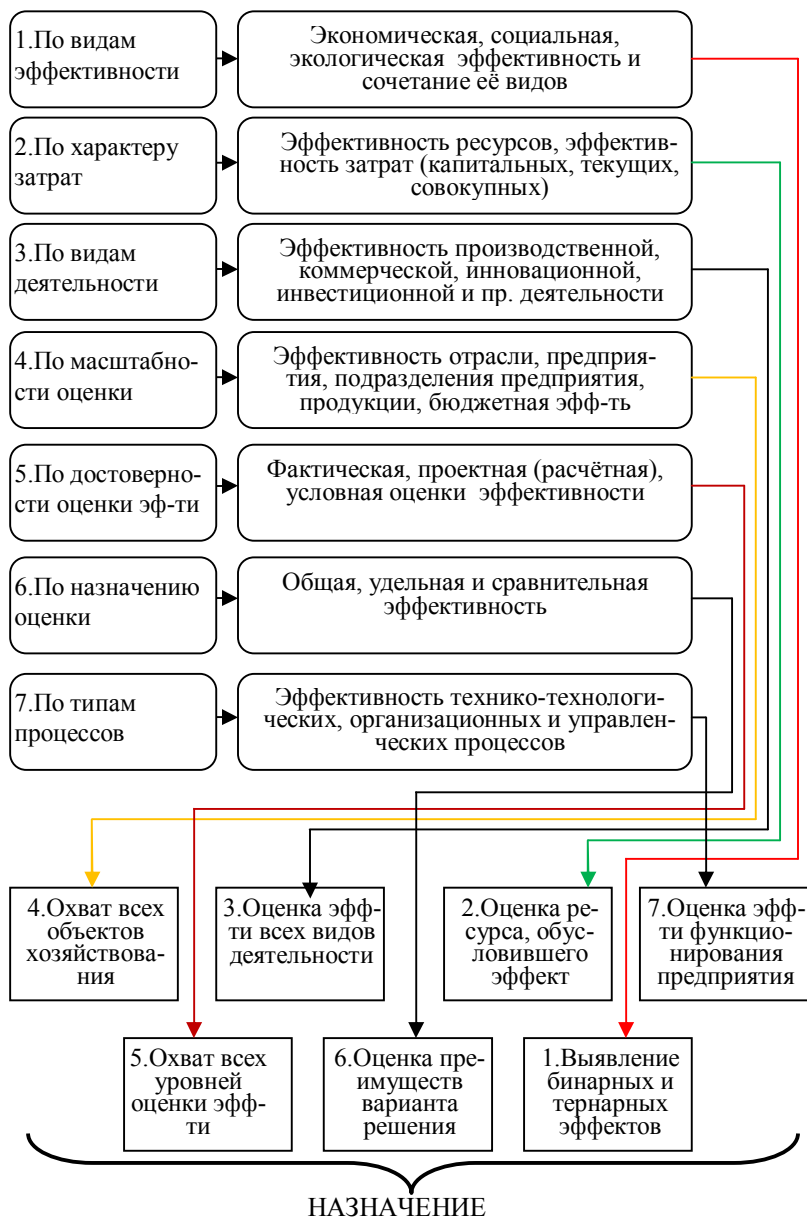 1.По видам
эффективности
Экономическая, социальная,
экологическая эффективность и
сочетание её видов
2.По характеру
затрат
Эффективность ресурсов, эффектив-
ность затрат (капитальных, текущих,
совокупных)
3.По видам
деятельности
Эффективность производственной,
коммерческой, инновационной,
инвестиционной и пр. деятельности
4.По масштабно-
сти оценки
Эффективность отрасли, предприя-
тия, подразделения предприятия,
продукции, бюджетная эфф-ть
5.По достоверно-
сти оценки эф-ти
Фактическая, проектная (расчётная),
условная оценки эффективности
6.По назначению
оценки
Общая, удельная и сравнительная
эффективность
7.По типам
процессов
Эффективность технико-технологи-
ческих, организационных и управлен-
ческих процессов
4.Охват всех
объектов
хозяйствова-
ния
3.Оценка эфф-
ти всех видов
деятельности
2.Оценка ре-
сурса, обус-
ловившего
эффект
7.Оценка эфф-
ти функцио-
нирования
предприятия
5.Охват всех
уровней
оценки эфф-
ти
6.Оценка пре-
имуществ
варианта
решения
1.Выявление
бинарных и
тернарных
эффектов
НАЗНАЧЕНИЕ